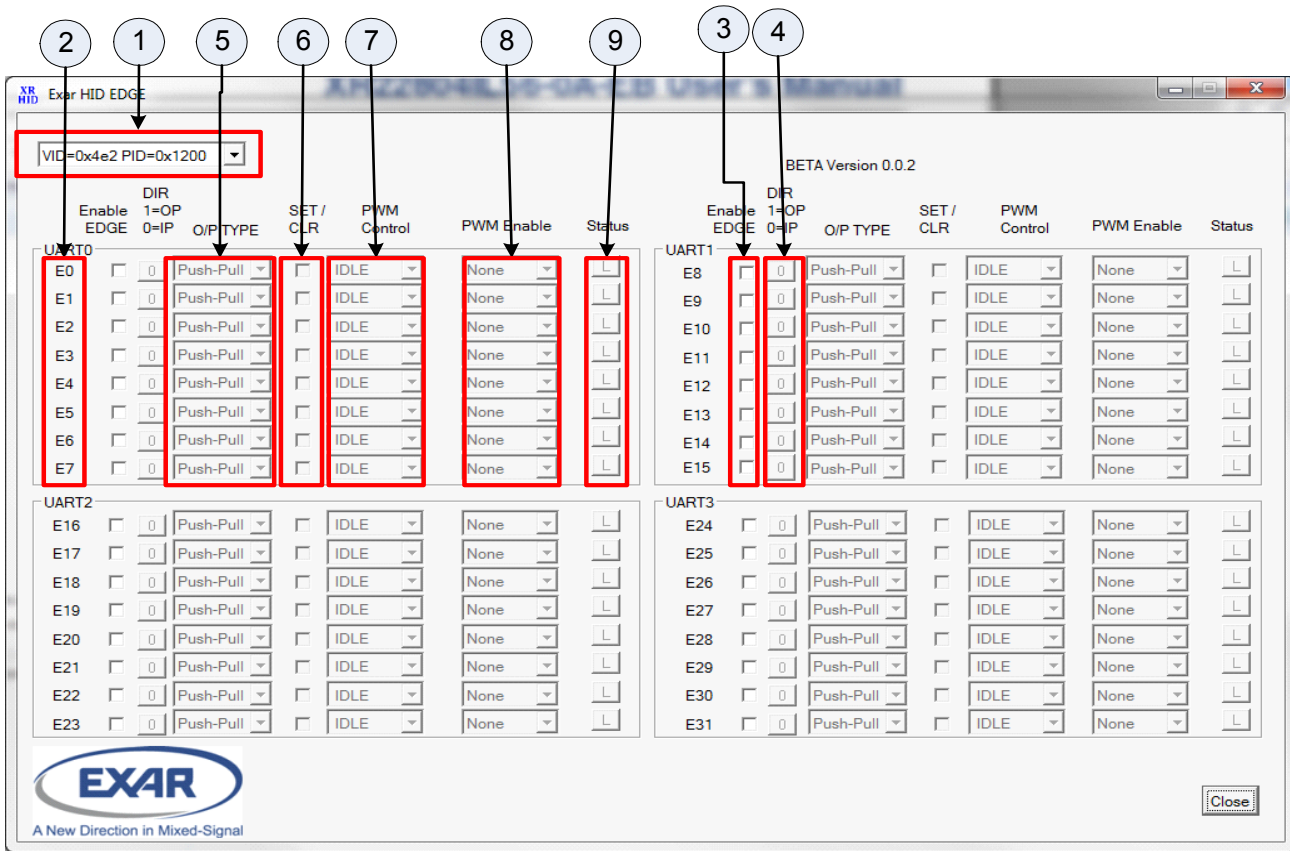 2 1 5 6 7 8 9 3 4
XR HID Exar HID EDGE
VID=0x4e2 PID=0x1200
BETA Version 0.0.2
Enable EDGE DIR 1=OP 0=IP O/P TYPE SET / CLR PWM Control PWM Enable Status
UART0
E0 0 Push-Pull IDLE None L
E1 0 Push-Pull IDLE None L
E2 0 Push-Pull IDLE None L
E3 0 Push-Pull IDLE None L
E4 0 Push-Pull IDLE None L
E5 0 Push-Pull IDLE None L
E6 0 Push-Pull IDLE None L
E7 0 Push-Pull IDLE None L
Enable EDGE DIR 1=OP 0=IP O/P TYPE SET / CLR PWM Control PWM Enable Status
UART1
E8 0 Push-Pull IDLE None L
E9 0 Push-Pull IDLE None L
E10 0 Push-Pull IDLE None L
E11 0 Push-Pull IDLE None L
E12 0 Push-Pull IDLE None L
E13 0 Push-Pull IDLE None L
E14 0 Push-Pull IDLE None L
E15 0 Push-Pull IDLE None L
UART2
E16 0 Push-Pull IDLE None L
E17 0 Push-Pull IDLE None L
E18 0 Push-Pull IDLE None L
E19 0 Push-Pull IDLE None L
E20 0 Push-Pull IDLE None L
E21 0 Push-Pull IDLE None L
E22 0 Push-Pull IDLE None L
E23 0 Push-Pull IDLE None L
UART3
E24 0 Push-Pull IDLE None L
E25 0 Push-Pull IDLE None L
E26 0 Push-Pull IDLE None L
E27 0 Push-Pull IDLE None L
E28 0 Push-Pull IDLE None L
E29 0 Push-Pull IDLE None L
E30 0 Push-Pull IDLE None L
E31 0 Push-Pull IDLE None L
EXAR
A New Direction in Mixed-Signal
Close